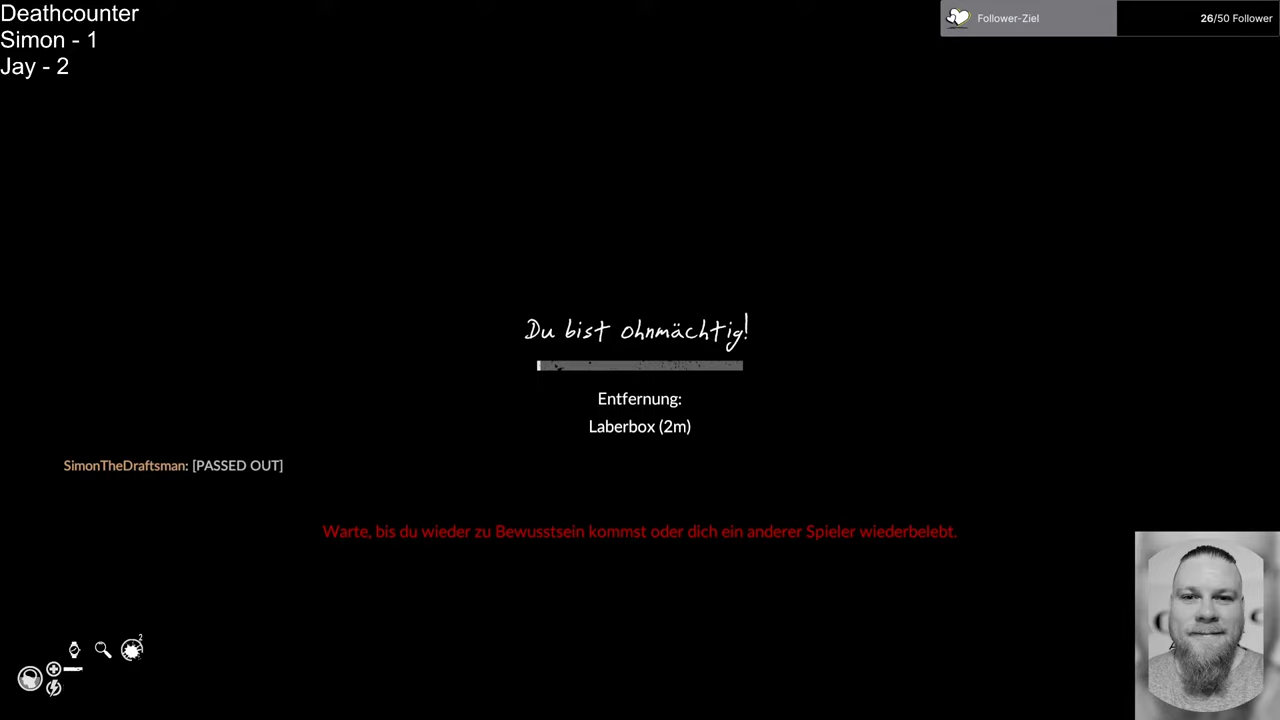 Deathcounter
Simon - 1
Jay - 2
Follower-Ziel
26/50 Follower
Du bist ohnmächtig!
Entfernung:
Laberbox (2m)
SimonTheDraftsman: [PASSED OUT]
Warte, bis du wieder zu Bewusstsein kommst oder dich ein anderer Spieler wiederbelebt.
2